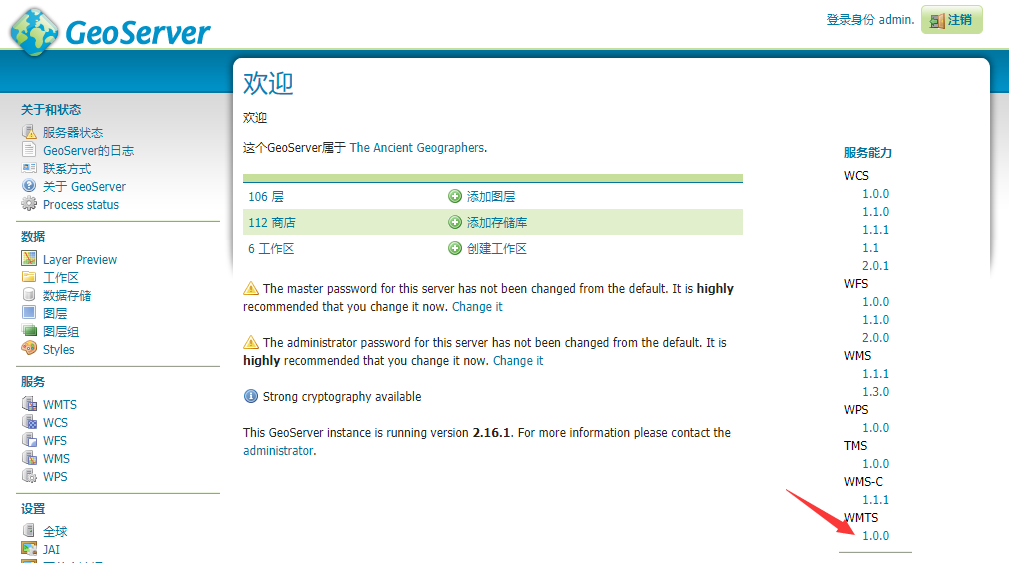 GeoServer
登录身份 admin.
注销
关于和状态
服务器状态
GeoServer的日志
联系方式
关于 GeoServer
Process status
数据
Layer Preview
工作区
数据存储
图层
图层组
Styles
服务
WMTS
WCS
WFS
WMS
WPS
设置
全球
JAI
欢迎
欢迎
这个GeoServer属于 The Ancient Geographers.
106 层 添加图层
112 商店 添加存储库
6 工作区 创建工作区
The master password for this server has not been changed from the default. It is highly
recommended that you change it now. Change it
The administrator password for this server has not been changed from the default. It is
highly recommended that you change it now. Change it
Strong cryptography available
This GeoServer instance is running version 2.16.1. For more information please contact the
administrator.
服务能力
WCS
1.0.0
1.1.0
1.1.1
1.1
2.0.1
WFS
1.0.0
1.1.0
2.0.0
WMS
1.1.1
1.3.0
WPS
1.0.0
TMS
1.0.0
WMS-C
1.1.1
WMTS
1.0.0